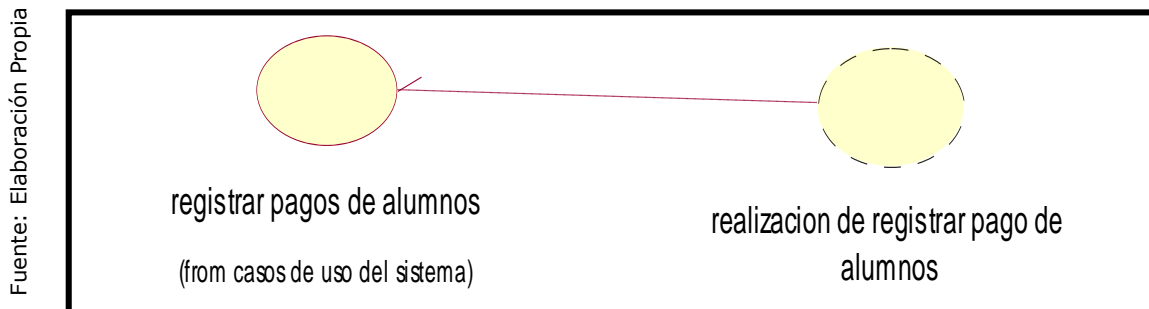 Fuente: Elaboración Propia
registrar pagos de alumnos
(from casos de uso del sistema)
realizacion de registrar pago de
alumnos